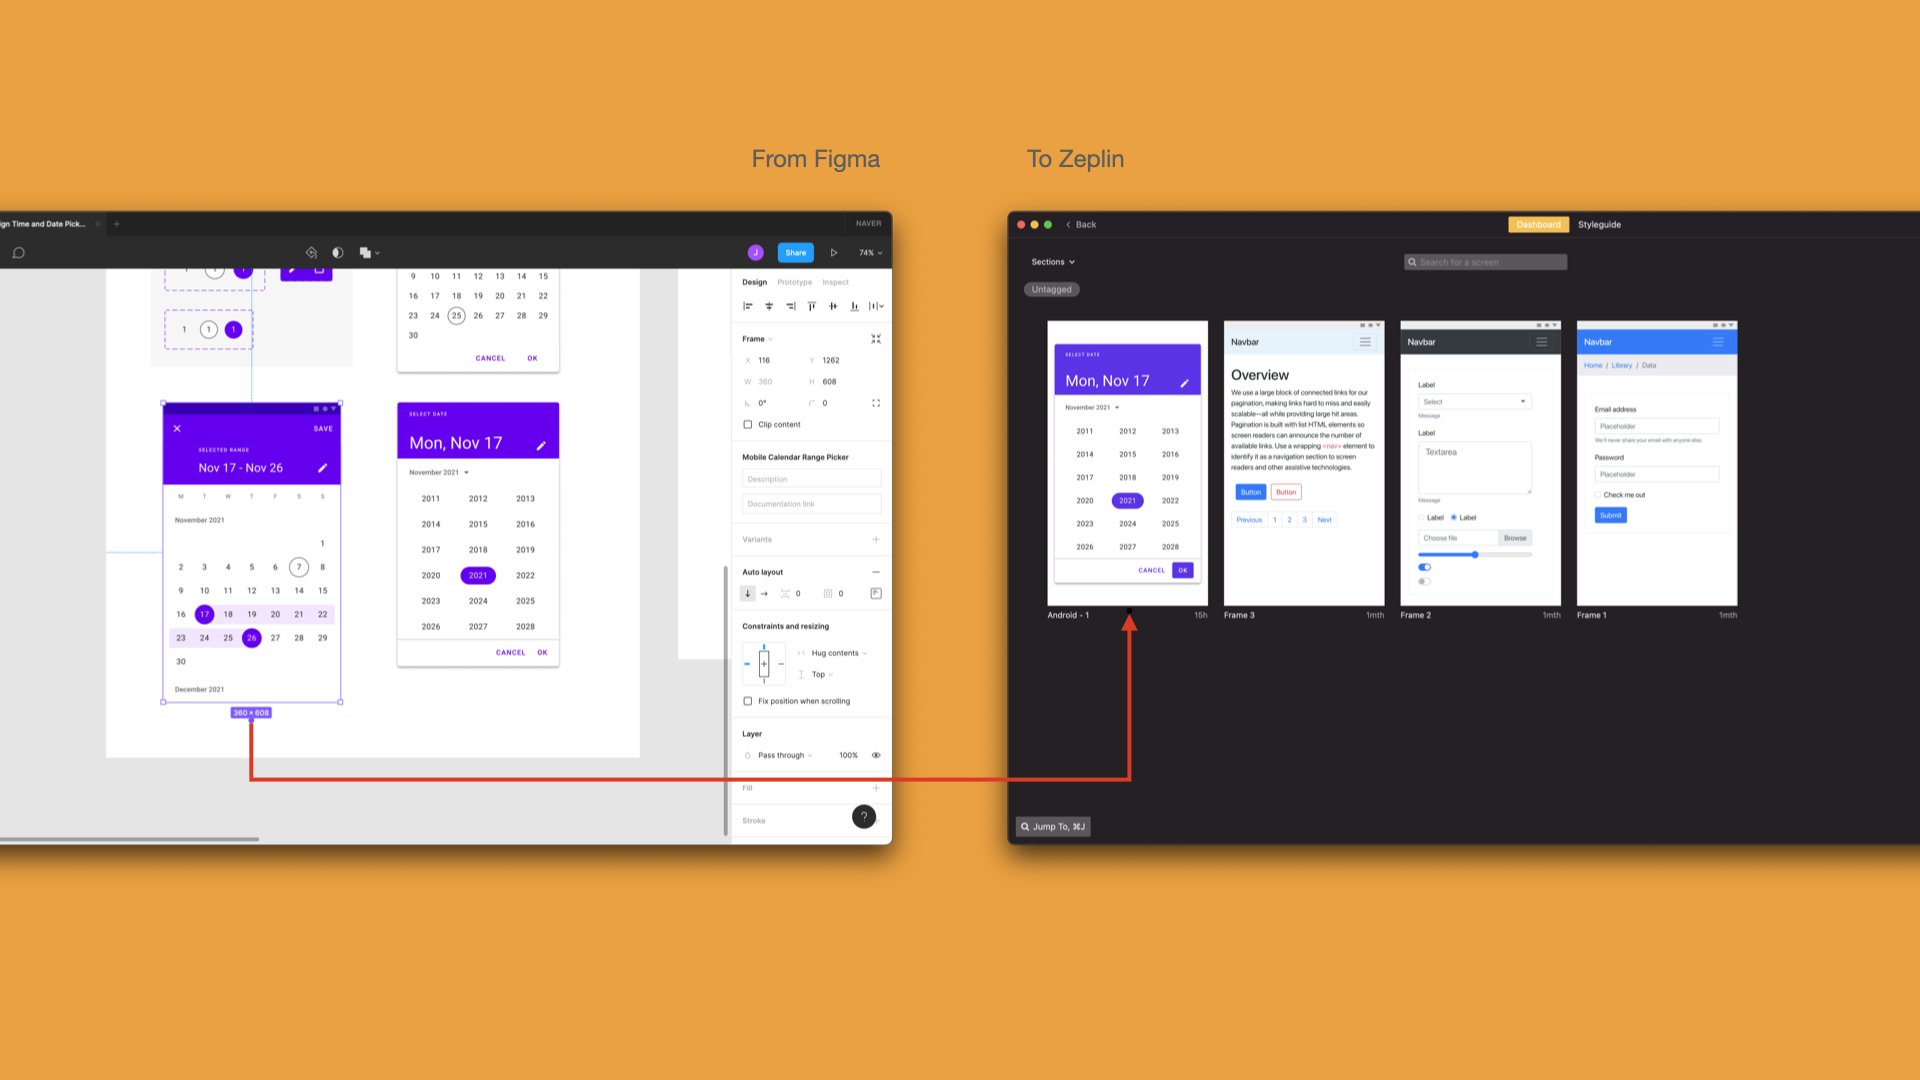 From Figma
To Zeplin
ign Time and Date Pick...
NAVER
J
Share
74%
1 1 1
9 10 11 12 13 14 15
16 17 18 19 20 21 22
23 24 25 26 27 28 29
30
CANCEL OK
SAVE
SELECTED RANGE
Nov 17 - Nov 26
M T W T F S S
November 2021
1
2 3 4 5 6 7 8
9 10 11 12 13 14 15
16 17 18 19 20 21 22
23 24 25 26 27 28 29
30
December 2021
360 × 608
SELECT DATE
Mon, Nov 17
November 2021
2011 2012 2013
2014 2015 2016
2017 2018 2019
2020 2021 2022
2023 2024 2025
2026 2027 2028
CANCEL OK
Design Prototype Inspect
Frame
X 116 Y 1262
W 360 H 608
0° 0
Clip content
Mobile Calendar Range Picker
Description
Documentation link
Variants
Auto layout
0 0
Constraints and resizing
Hug contents
Top
Fix position when scrolling
Layer
Pass through 100%
Fill
Stroke
?
Back
Dashboard Styleguide
Sections
Search for a screen
Untagged
SELECT DATE
Mon, Nov 17
November 2021
2011 2012 2013
2014 2015 2016
2017 2018 2019
2020 2021 2022
2023 2024 2025
2026 2027 2028
CANCEL OK
Android - 1 15h
Navbar
Overview
We use a large block of connected links for our
pagination, making links hard to miss and easily
scalable—all while providing large hit areas.
Pagination is built with list HTML elements so
screen readers can announce the number of
available links. Use a wrapping <nav> element to
identify it as a navigation section to screen
readers and other assistive technologies.
Button Button
Previous 1 2 3 Next
Frame 3 1mth
Navbar
Label
Select
Message
Label
Textarea
Message
Label Label
Choose file Browse
Frame 2 1mth
Navbar
Home / Library / Data
Email address
Placeholder
We'll never share your email with anyone else.
Password
Placeholder
Check me out
Submit
Frame 1 1mth
Jump To, ⌘J